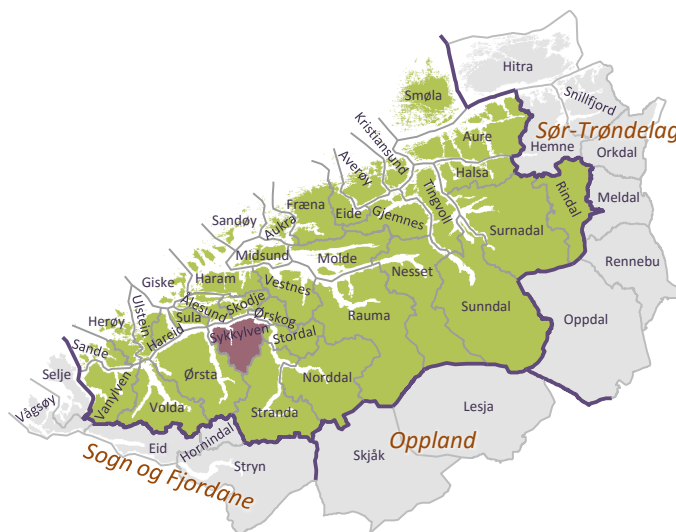 Hitra
Smøla
Snillfjord
Sør-Trøndelag
Aure
Hemne
Orkdal
Kristiansund
Averøy
Halsa
Rindal
Meldal
Tingvoll
Fræna
Eide
Gjemnes
Sandøy
Aukra
Surnadal
Midsund
Molde
Nesset
Rennebu
Giske
Haram
Vestnes
Ulstein
Ålesund
Skodje
Sula
Ørskog
Rauma
Sunndal
Oppdal
Herøy
Hareid
Sykkylven
Stordal
Sande
Selje
Vanylven
Ørsta
Norddal
Vågsøy
Volda
Stranda
Lesja
Eid
Hornindal
Oppland
Skjåk
Stryn
Sogn og Fjordane